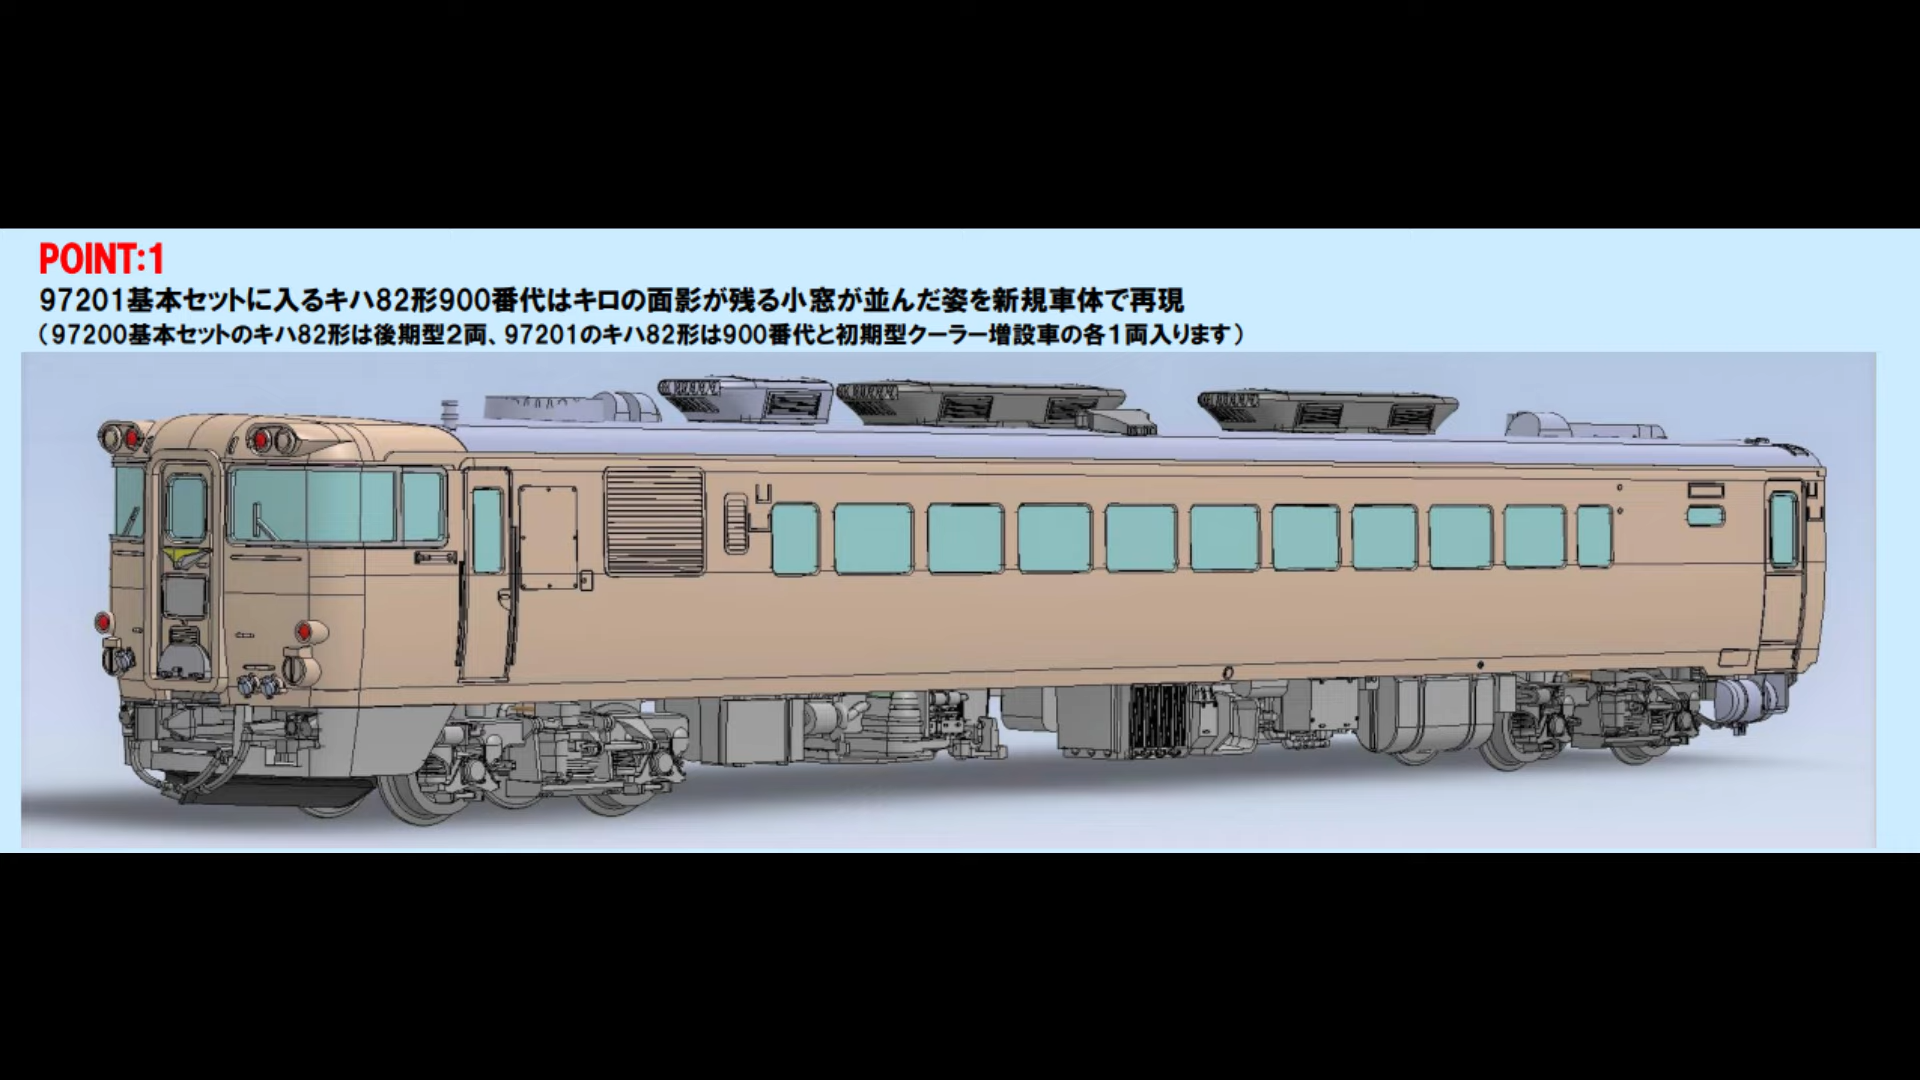 POINT:1
97201基本セットに入るキハ82形900番代はキロの面影が残る小窓が並んだ姿を新規車体で再現
（97200基本セットのキハ82形は後期型2両、97201のキハ82形は900番代と初期型クーラー増設車の各1両入ります）